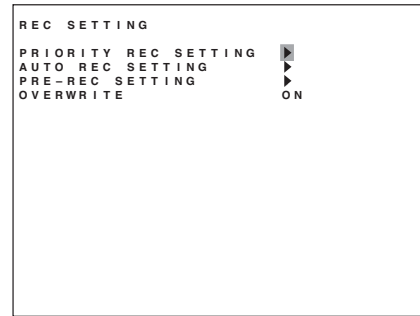 REC SETTING
PRIORITY REC SETTING ▶
AUTO REC SETTING ▶
PRE–REC SETTING ▶
OVERWRITE ON